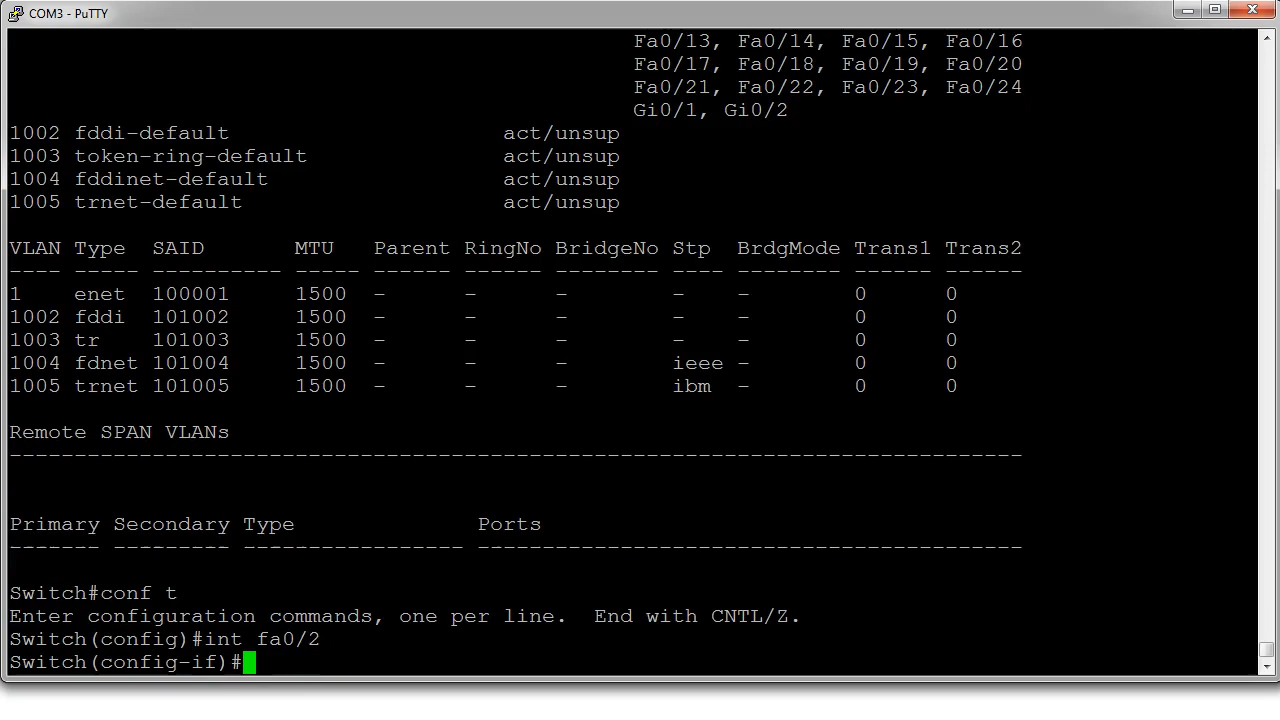 COM3 - PuTTY
Fa0/13, Fa0/14, Fa0/15, Fa0/16
Fa0/17, Fa0/18, Fa0/19, Fa0/20
Fa0/21, Fa0/22, Fa0/23, Fa0/24
Gi0/1, Gi0/2
1002 fddi-default                     act/unsup
1003 token-ring-default               act/unsup
1004 fddinet-default                  act/unsup
1005 trnet-default                    act/unsup
VLAN Type  SAID       MTU   Parent RingNo BridgeNo Stp  BrdgMode Trans1 Trans2
---- ----- ---------- ----- ------ ------ -------- ---- -------- ------ ------
1    enet  100001     1500  -      -      -        -    -        0      0
1002 fddi  101002     1500  -      -      -        -    -        0      0
1003 tr    101003     1500  -      -      -        -    -        0      0
1004 fdnet 101004     1500  -      -      -        ieee -        0      0
1005 trnet 101005     1500  -      -      -        ibm  -        0      0
Remote SPAN VLANs
------------------------------------------------------------------------------
Primary Secondary Type              Ports
------- --------- ----------------- ------------------------------------------
Switch#conf t
Enter configuration commands, one per line.  End with CNTL/Z.
Switch(config)#int fa0/2
Switch(config-if)#